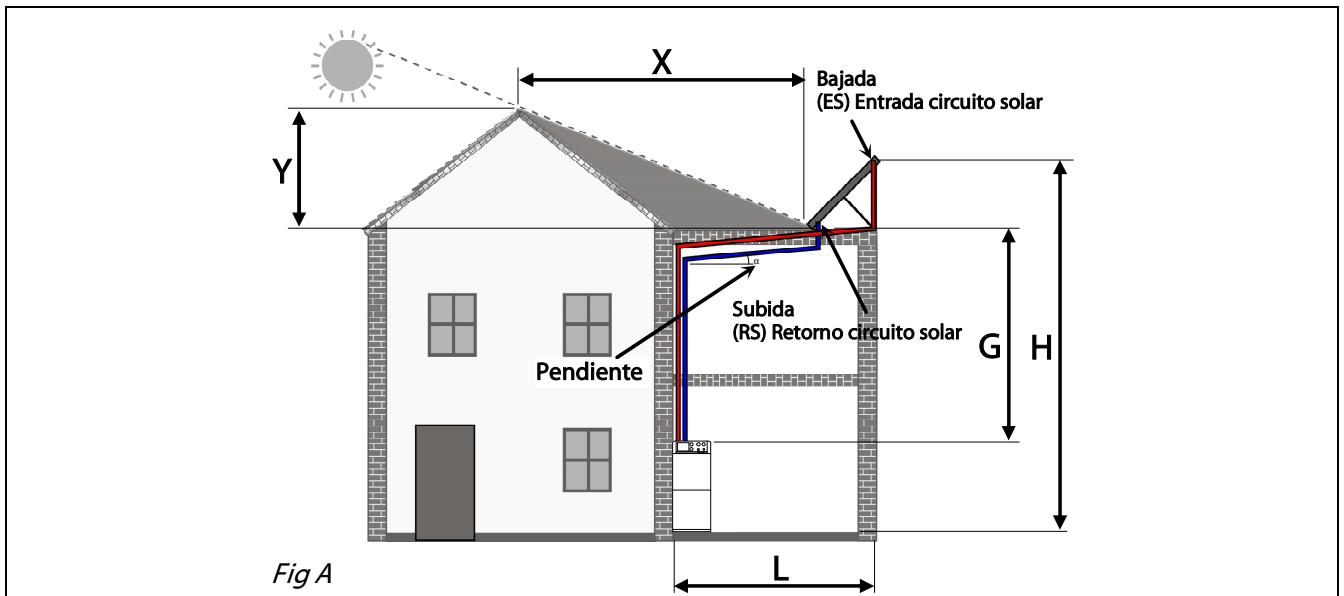 X
Bajada
(ES) Entrada circuito solar
Y
α
Subida
(RS) Retorno circuito solar
G
H
Pendiente
L
Fig A